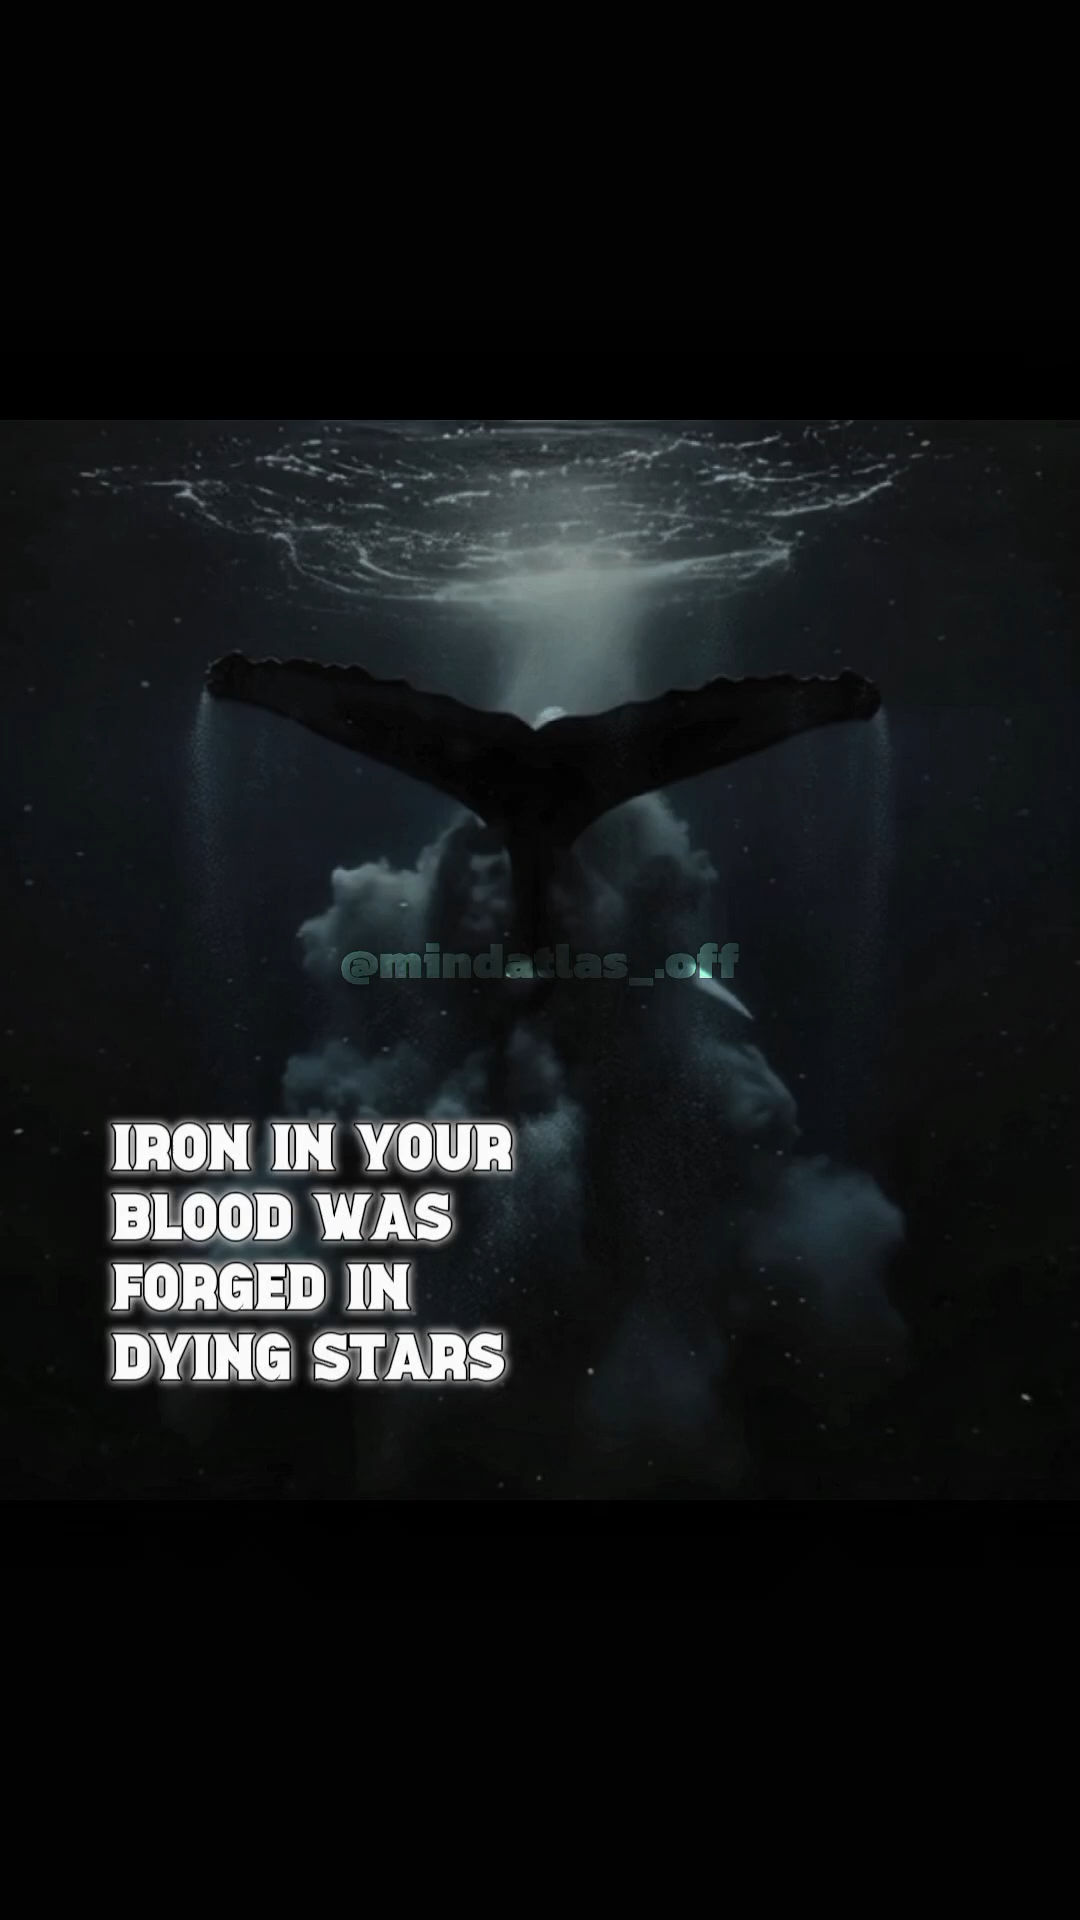 @mindatlas_.off
IRON IN YOUR
BLOOD WAS
FORGED IN
DYING STARS